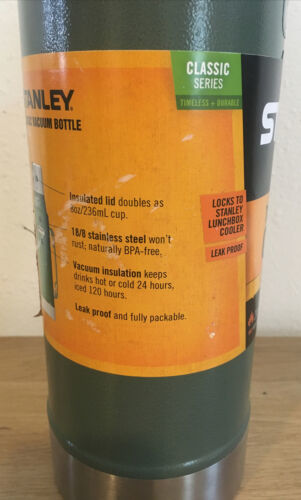 CLASSIC
SERIES
TIMELESS + DURABLE
STANLEY
VACUUM BOTTLE
Insulated lid doubles as
8oz/236mL cup.
18/8 stainless steel won't
rust; naturally BPA-free.
Vacuum insulation keeps
drinks hot or cold 24 hours,
iced 120 hours.
Leak proof and fully packable.
LOCKS TO
STANLEY
LUNCHBOX
COOLER
LEAK PROOF
S